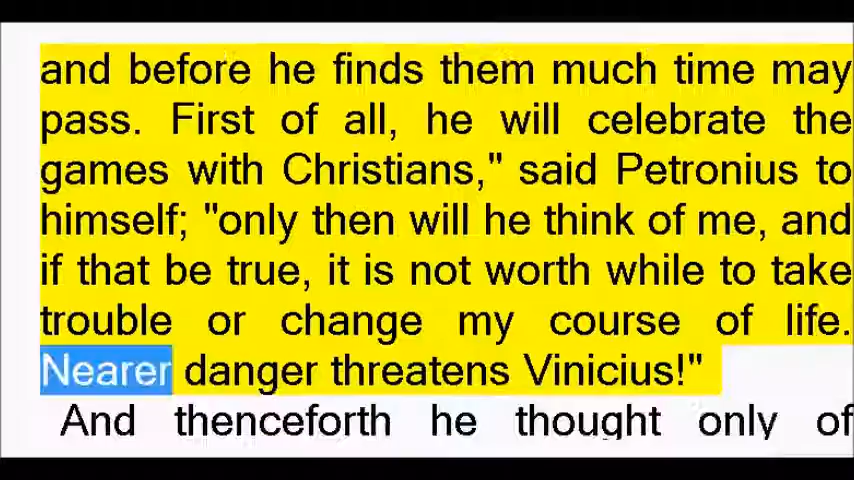 and before he finds them much time may
pass. First of all, he will celebrate the
games with Christians," said Petronius to
himself; "only then will he think of me, and
if that be true, it is not worth while to take
trouble or change my course of life.
Nearer danger threatens Vinicius!"
And thenceforth he thought only of